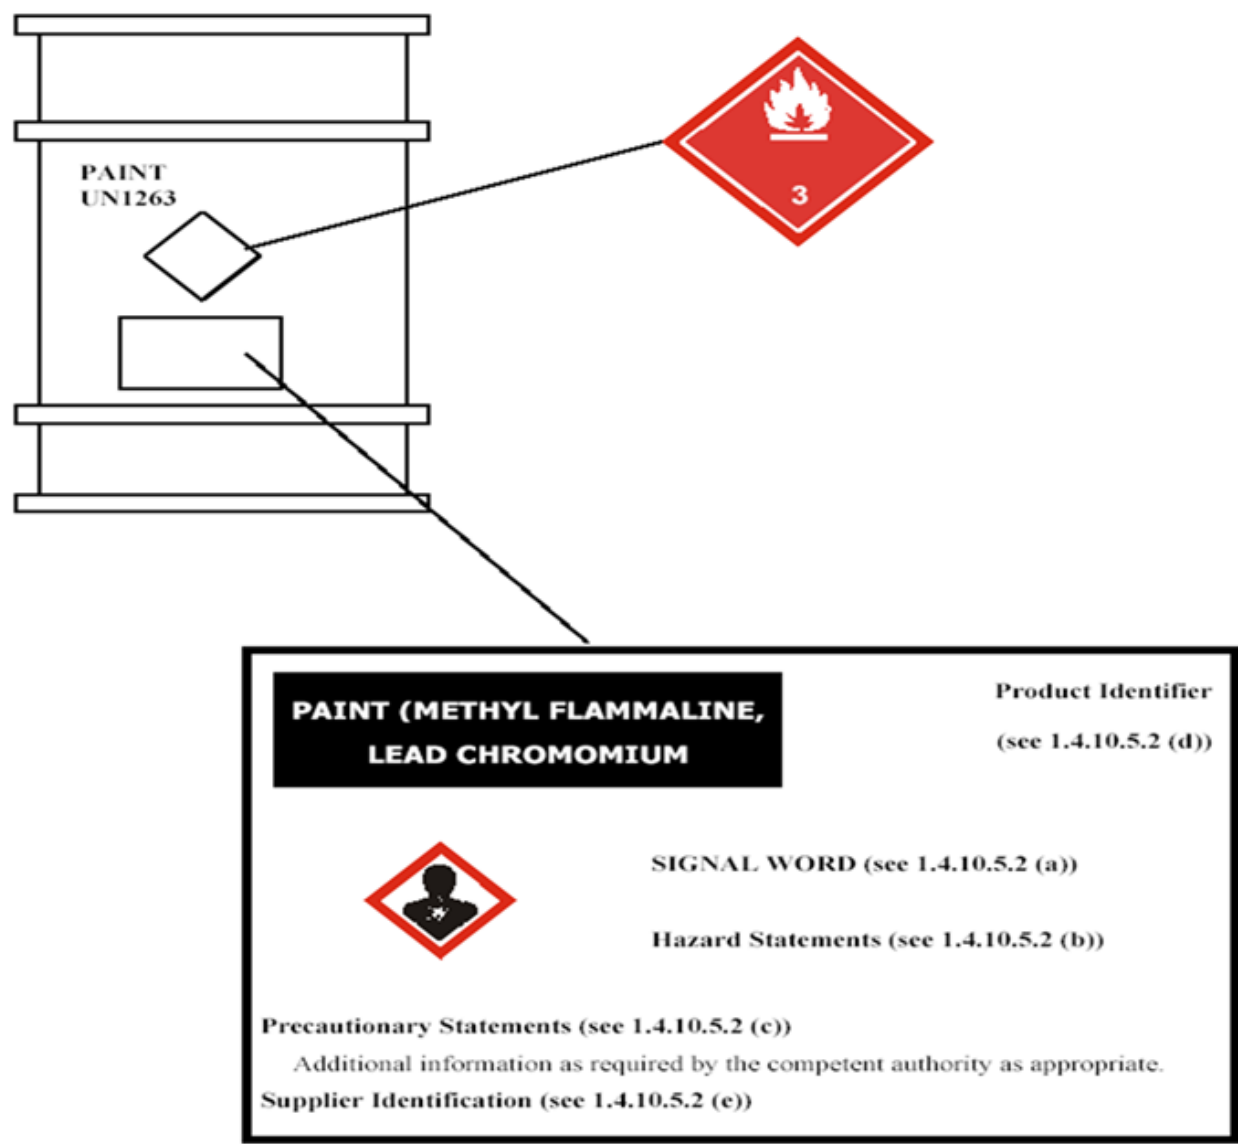 PAINT
UN1263
3
PAINT (METHYL FLAMMALINE,
LEAD CHROMOMIUM
Product Identifier
(see 1.4.10.5.2 (d))
SIGNAL WORD (see 1.4.10.5.2 (a))
Hazard Statements (see 1.4.10.5.2 (b))
Precautionary Statements (see 1.4.10.5.2 (c))
Additional information as required by the competent authority as appropriate.
Supplier Identification (see 1.4.10.5.2 (e))